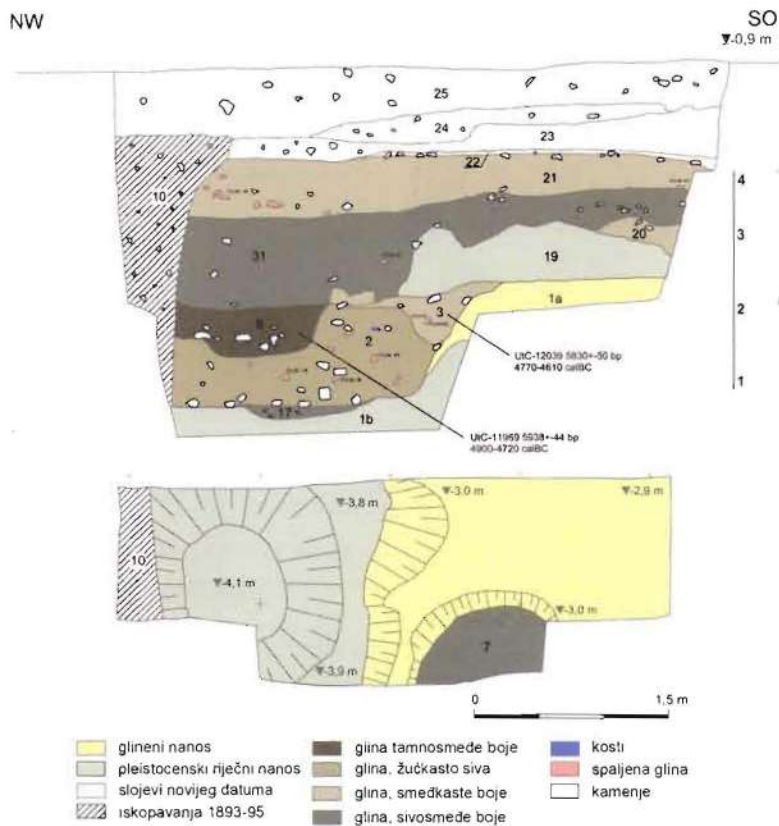 NW
SO
-0,9 m
25
24
23
22
21
10
4
3
2
1
20
31
19
1a
3
8
2
17
1b
UtC-12039 5830+-50 bp
4770-4610 calBC
UtC-11969 5938+-44 bp
4900-4720 calBC
-3,8 m
-3,0 m
-2,9 m
10
-4,1 m
-3,0 m
7
-3,9 m
0 1,5 m
glineni nanos
pleistocenski riječni nanos
slojevi novijeg datuma
iskopavanja 1893-95
glina tamnosmeđe boje
glina, žućkasto siva
glina, smeđkaste boje
glina, sivosmeđe boje
kosti
spaljena glina
kamenje